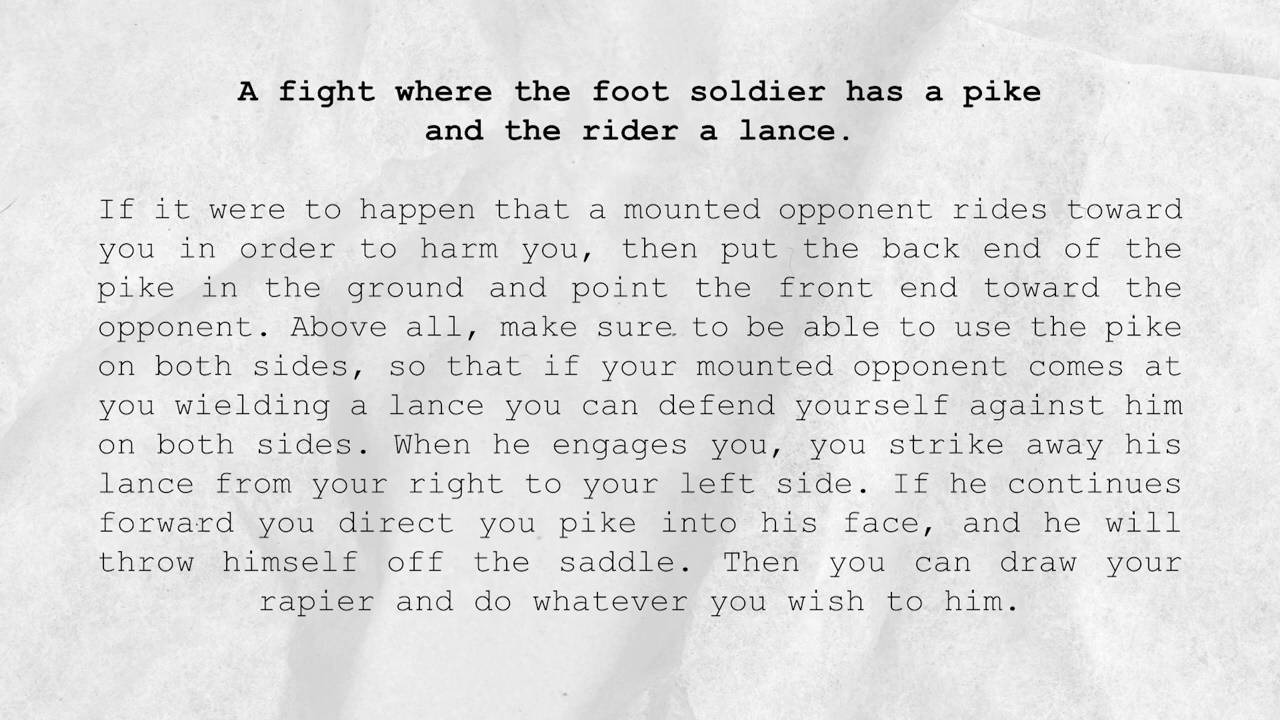 A fight where the foot soldier has a pike
and the rider a lance.
If it were to happen that a mounted opponent rides toward
you in order to harm you, then put the back end of the
pike in the ground and point the front end toward the
opponent. Above all, make sure to be able to use the pike
on both sides, so that if your mounted opponent comes at
you wielding a lance you can defend yourself against him
on both sides. When he engages you, you strike away his
lance from your right to your left side. If he continues
forward you direct you pike into his face, and he will
throw himself off the saddle. Then you can draw your
rapier and do whatever you wish to him.